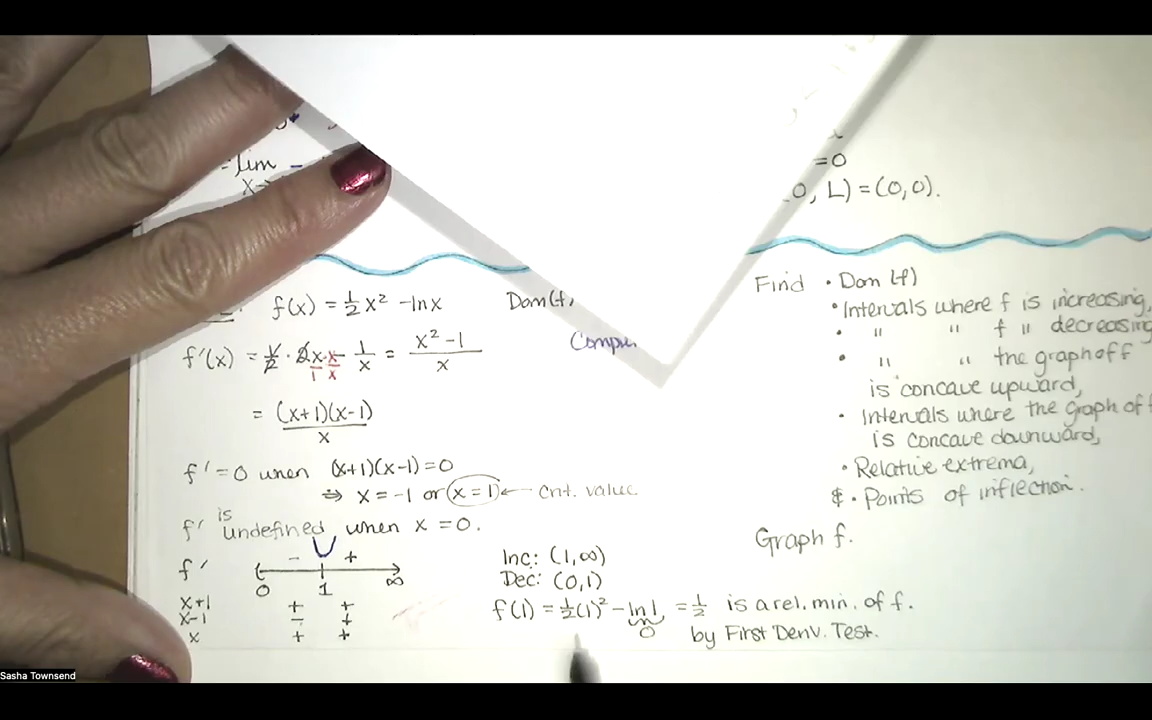 = lim
x→
=0
0, L) = (0,0).
f(x) = 1/2 x² - ln x
Dom(f)
Compu
f'(x) = 1/2 · 2x · x/x - 1/x = (x² - 1)/x
= (x+1)(x-1)/x
f' = 0 when (x+1)(x-1) = 0
⇒ x = -1 or x = 1 ← crit. value
f' is undefined when x = 0.
f' - +
0 1 ∞
x+1 + +
x-1 - +
x + +
Inc: (1,∞)
Dec: (0,1)
f(1) = 1/2(1)² - ln 1 = 1/2 is a rel. min. of f.
0 by First Deriv. Test.
Find · Dom(f)
· Intervals where f is increasing,
· " " f " decreasing
· " " the graph of f
is concave upward,
· Intervals where the graph of f
is concave downward,
· Relative extrema,
& · Points of inflection.
Graph f.
Sasha Townsend